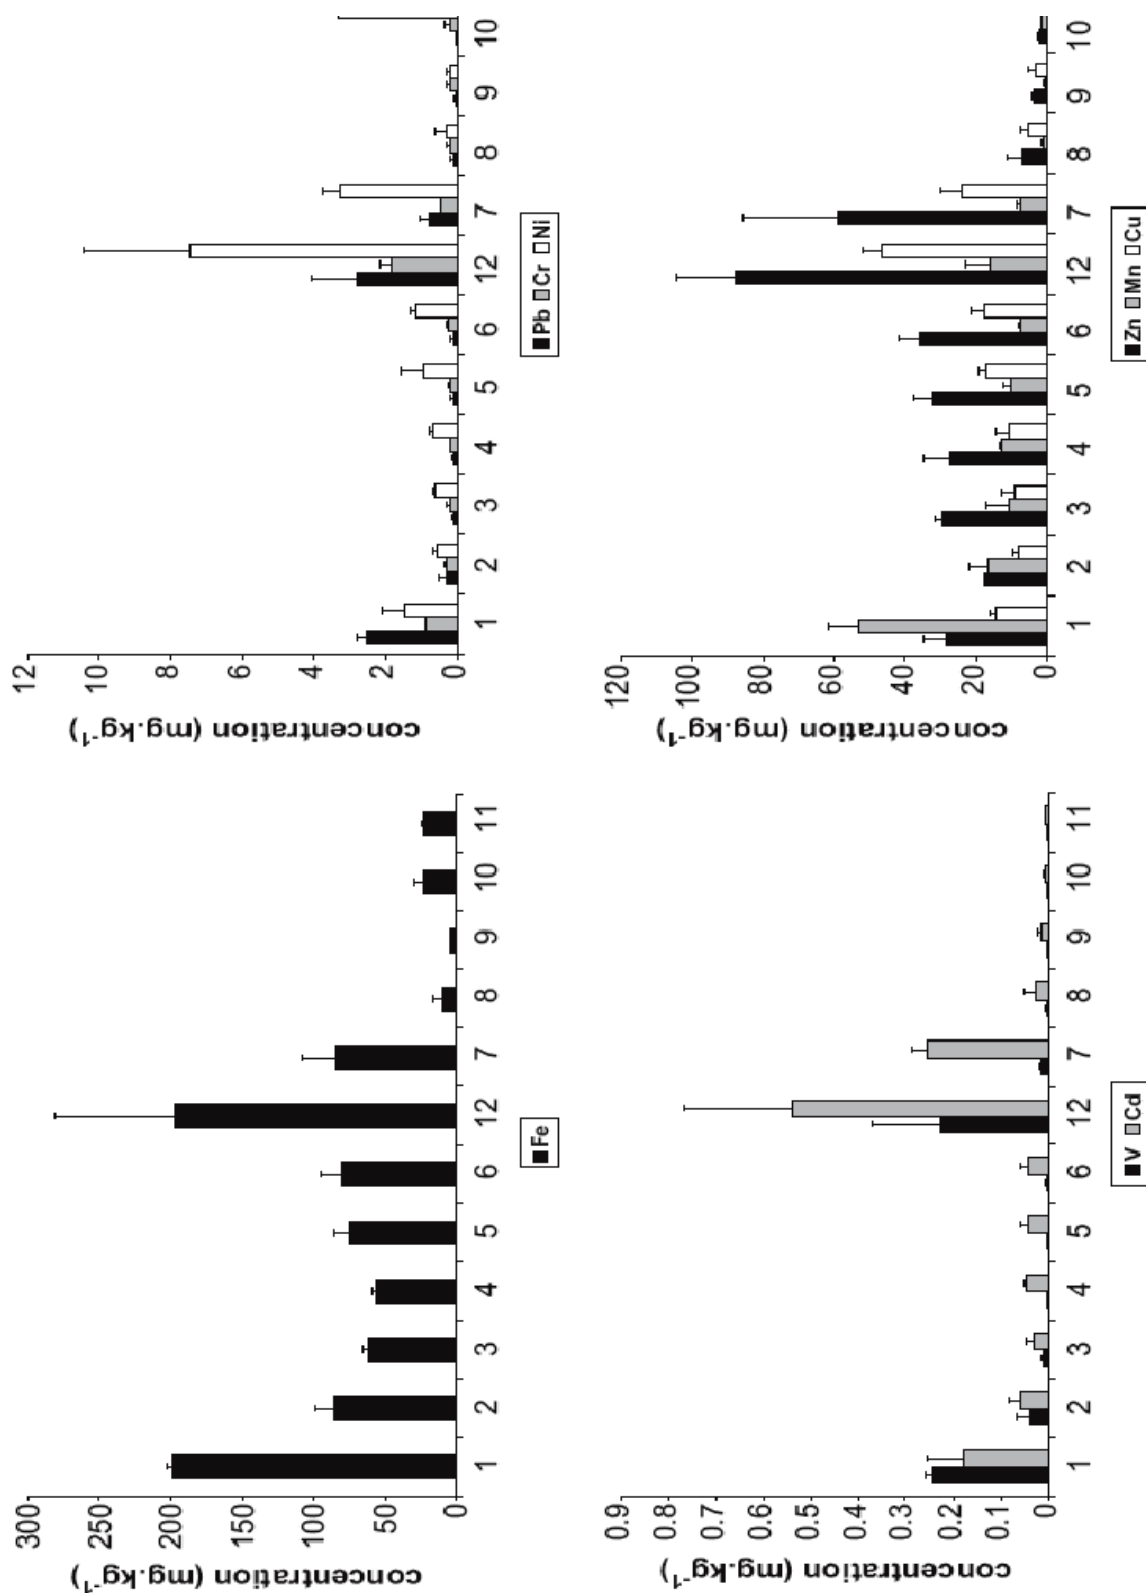 300
250
200
150
100
50
0
concentration (mg.kg⁻¹)
1 2 3 4 5 6 12 7 8 9 10 11
Fe
12
10
8
6
4
2
0
concentration (mg.kg⁻¹)
1 2 3 4 5 6 12 7 8 9 10
Pb Cr Ni
0.9
0.8
0.7
0.6
0.5
0.4
0.3
0.2
0.1
0
concentration (mg.kg⁻¹)
1 2 3 4 5 6 12 7 8 9 10 11
V Cd
120
100
80
60
40
20
0
concentration (mg.kg⁻¹)
1 2 3 4 5 6 12 7 8 9 10
Zn Mn Cu